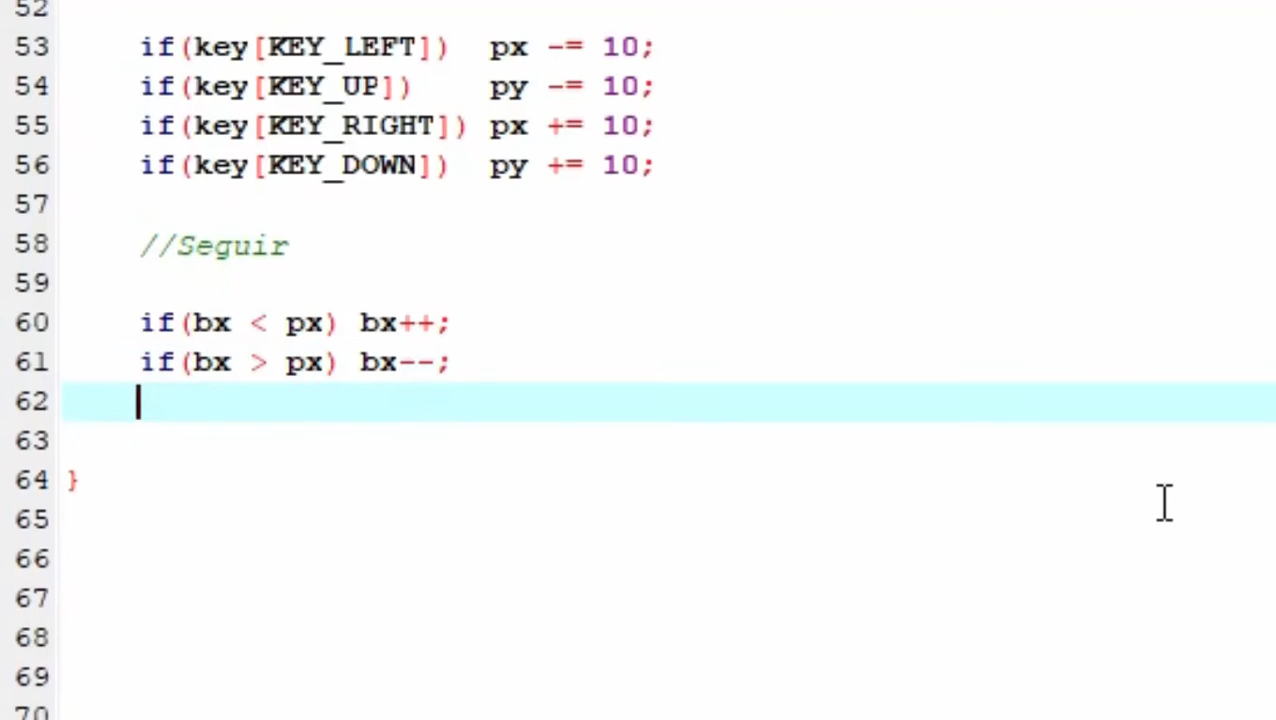 52
53 if(key[KEY_LEFT]) px -= 10;
54 if(key[KEY_UP]) py -= 10;
55 if(key[KEY_RIGHT]) px += 10;
56 if(key[KEY_DOWN]) py += 10;
57
58 //Seguir
59
60 if(bx < px) bx++;
61 if(bx > px) bx--;
62
63
64 }
65
66
67
68
69
70